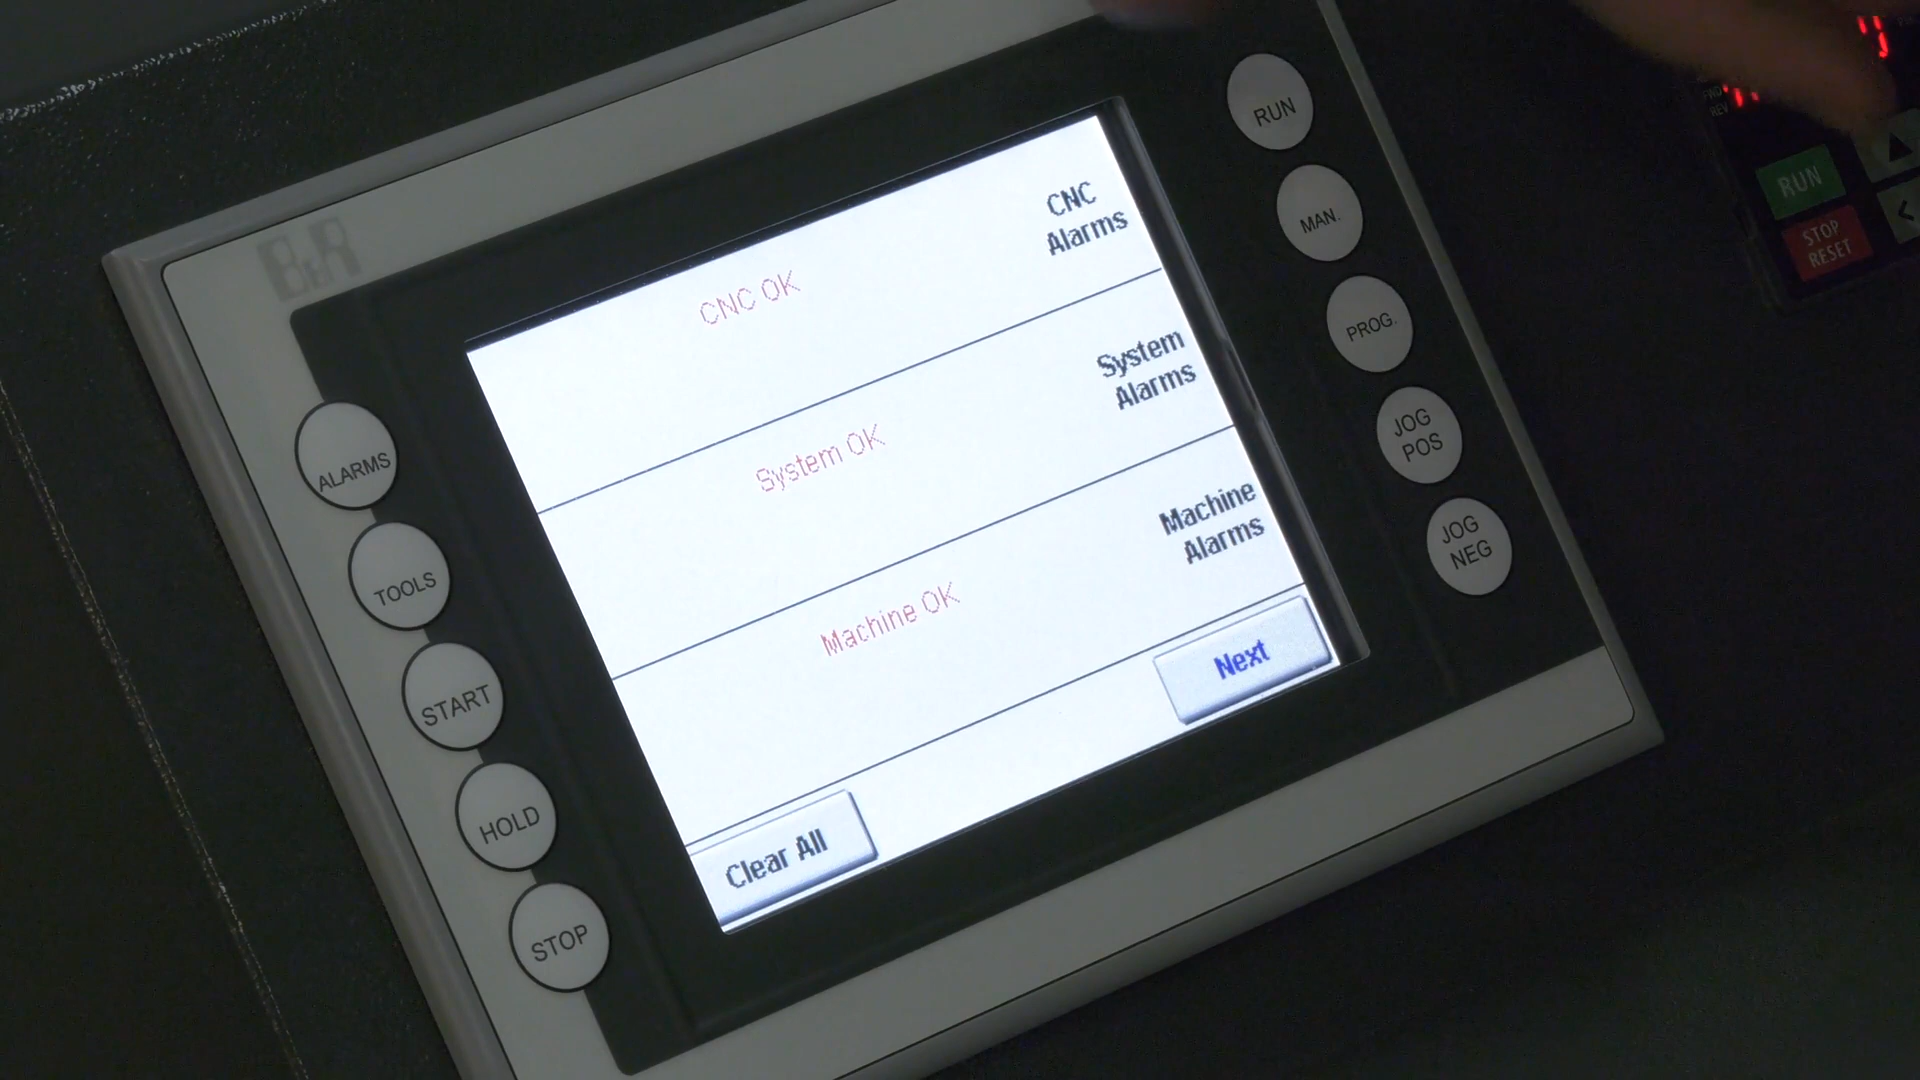 B&R
CNC OK
CNC
Alarms
System OK
System
Alarms
Machine OK
Machine
Alarms
Next
Clear All
ALARMS
TOOLS
START
HOLD
STOP
RUN
MAN.
PROG.
JOG
POS
JOG
NEG
REV
RUN
STOP
RESET